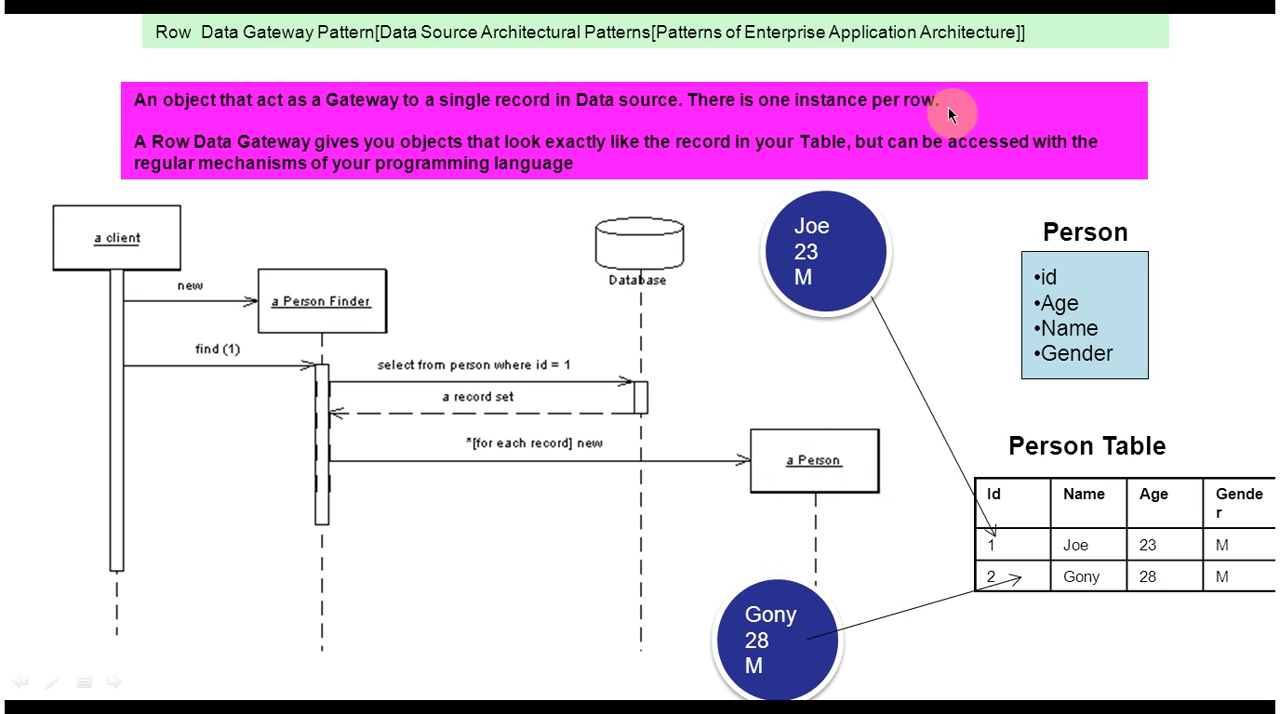 Row  Data Gateway Pattern[Data Source Architectural Patterns[Patterns of Enterprise Application Architecture]]
An object that act as a Gateway to a single record in Data source. There is one instance per row.
A Row Data Gateway gives you objects that look exactly like the record in your Table, but can be accessed with the
regular mechanisms of your programming language
a client
new
a Person Finder
find (1)
select from person where id = 1
a record set
*[for each record] new
Database
a Person
Joe
23
M
Gony
28
M
Person
•id
•Age
•Name
•Gender
Person Table
Id Name Age Gende
r
1 Joe 23 M
2 Gony 28 M